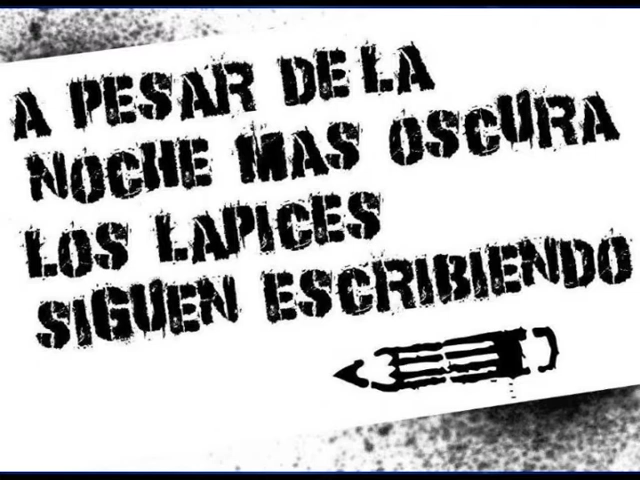 A PESAR DE LA
NOCHE MAS OSCURA
LOS LAPICES
SIGUEN ESCRIBIENDO